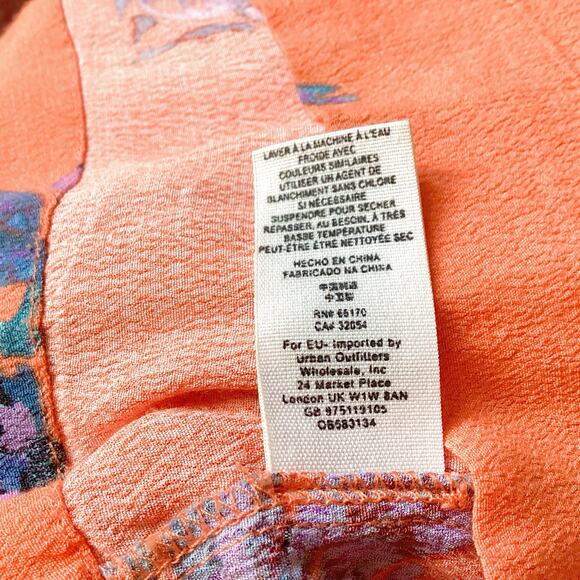 LAVER À LA MACHINE À L'EAU
FROIDE AVEC
COULEURS SIMILAIRES
UTILISER UN AGENT DE
BLANCHIMENT SANS CHLORE
SI NÉCESSAIRE
SUSPENDRE POUR SECHER
REPASSER, AU BESOIN, À TRÈS
BASSE TEMPÉRATURE
PEUT-ÊTRE ÊTRE NETTOYÉE SEC
HECHO EN CHINA
FABRICADO NA CHINA
中国制造
中国製
RN# 66170
CA# 32054
For EU- Imported by
Urban Outfitters
Wholesale, Inc
24 Market Place
London UK W1W 8AN
GB 975119105
OB583134